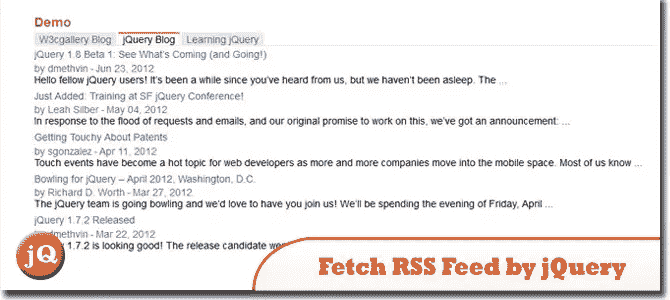 Demo
W3cgallery Blog jQuery Blog Learning jQuery
jQuery 1.8 Beta 1: See What's Coming (and Going!)
by dmethvin - Jun 23, 2012
Hello fellow jQuery users! It's been a while since you've heard from us, but we haven't been asleep. The ...
Just Added: Training at SF jQuery Conference!
by Leah Silber - May 04, 2012
In response to the flood of requests and emails, and our original promise to work on this, we've got an announcement: ...
Getting Touchy About Patents
by sgonzalez - Apr 11, 2012
Touch events have become a hot topic for web developers as more and more companies move into the mobile space. Most of us know ...
Bowling for jQuery – April 2012, Washington, D.C.
by Richard D. Worth - Mar 27, 2012
The jQuery team is going bowling and we'd love to have you join us! We'll be spending the evening of Friday, April ...
jQuery 1.7.2 Released
dmethvin - Mar 22, 2012
1.7.2 is looking good! The release candidate
jQ
Fetch RSS Feed by jQuery